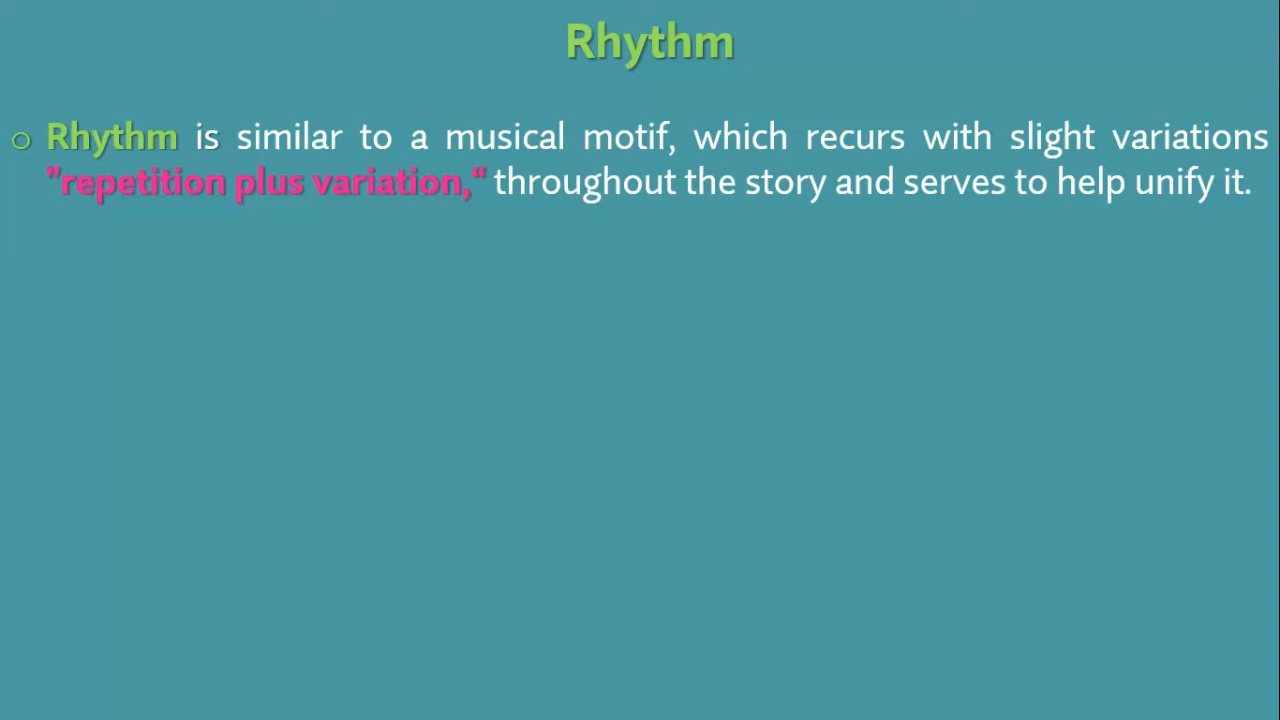 Rhythm
o Rhythm is similar to a musical motif, which recurs with slight variations
"repetition plus variation,“ throughout the story and serves to help unify it.